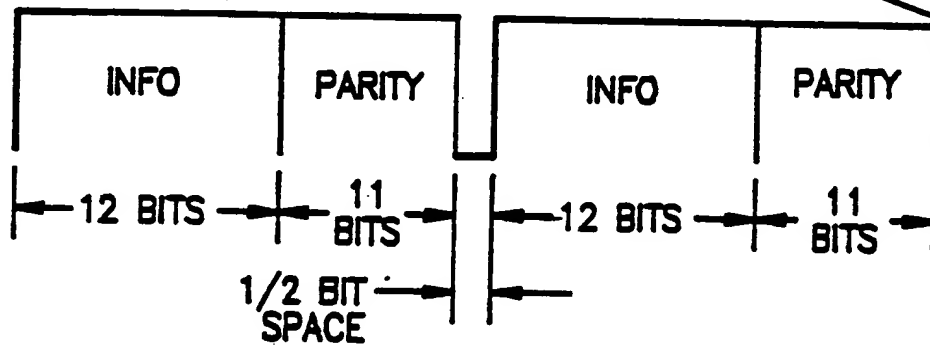 INFO PARITY INFO PARITY
12 BITS 11 BITS 12 BITS 11 BITS
1/2 BIT
SPACE